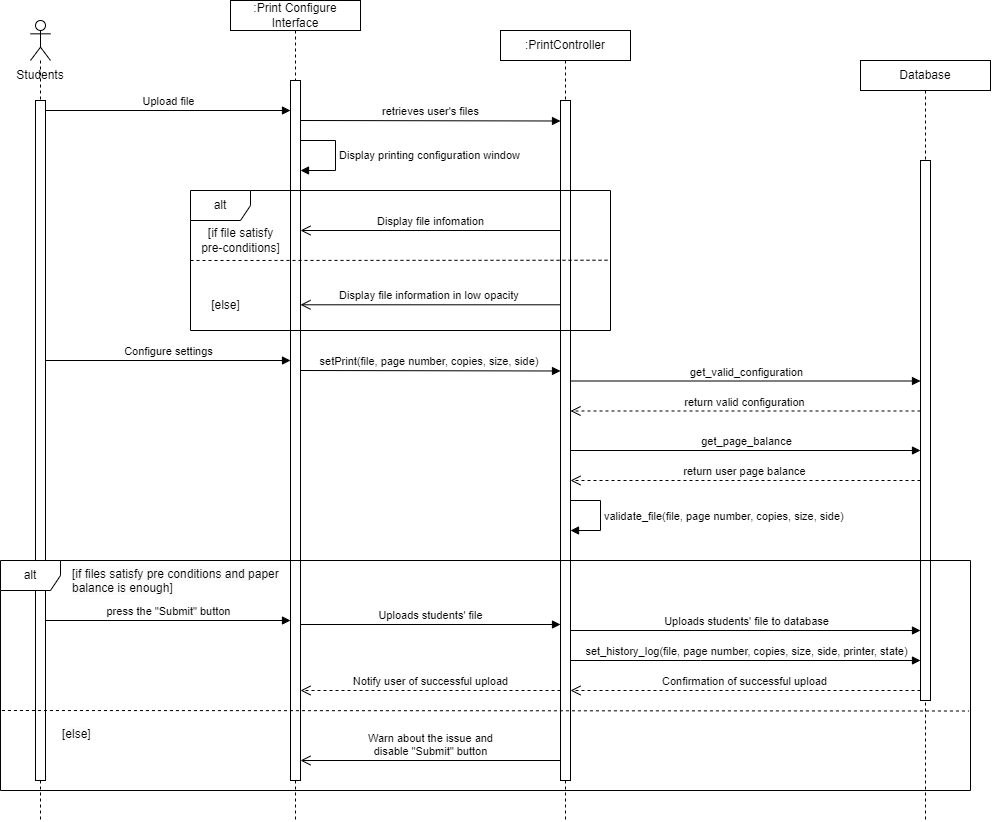 :Print Configure
Interface
:PrintController
Database
Students
Upload file
retrieves user's files
Display printing configuration window
alt
Display file infomation
[if file satisfy
pre-conditions]
Display file information in low opacity
[else]
Configure settings
setPrint(file, page number, copies, size, side)
get_valid_configuration
return valid configuration
get_page_balance
return user page balance
validate_file(file, page number, copies, size, side)
alt
[if files satisfy pre conditions and paper
balance is enough]
press the "Submit" button
Uploads students' file
Uploads students' file to database
set_history_log(file, page number, copies, size, side, printer, state)
Notify user of successful upload
Confirmation of successful upload
[else]
Warn about the issue and
disable "Submit" button